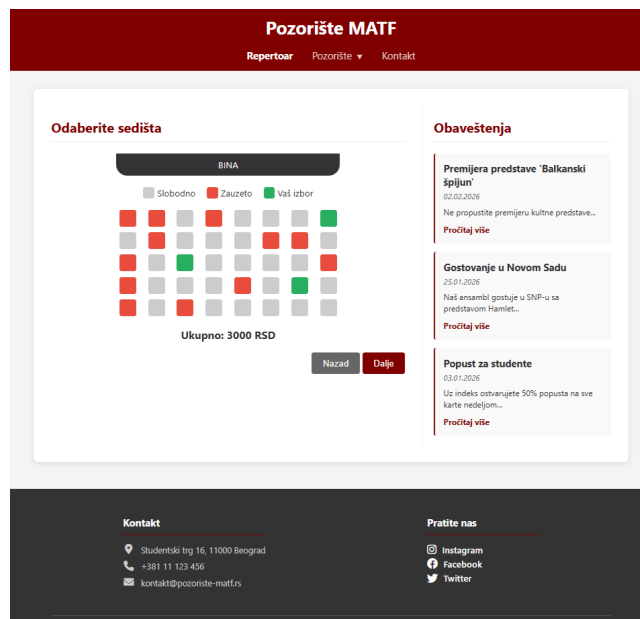 Pozorište MATF
Repertoar Pozorište ▼ Kontakt
Odaberite sedišta
BINA
Slobodno Zauzeto Vaš izbor
Ukupno: 3000 RSD
Nazad Dalje
Obaveštenja
Premijera predstave 'Balkanski
špijun'
02.02.2026
Ne propustite premijeru kultne predstave...
Pročitaj više
Gostovanje u Novom Sadu
25.01.2026
Naš ansambl gostuje u SNP-u sa
predstavom Hamlet...
Pročitaj više
Popust za studente
03.01.2026
Uz indeks ostvarujete 50% popusta na sve
karte nedeljom...
Pročitaj više
Kontakt
Studentski trg 16, 11000 Beograd
+381 11 123 456
kontakt@pozoriste-matf.rs
Pratite nas
Instagram
Facebook
Twitter